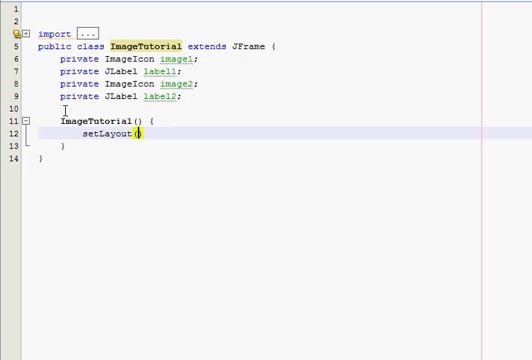 1
2
3 import ...
5 public class ImageTutorial extends JFrame {
6 private ImageIcon image1;
7 private JLabel label1;
8 private ImageIcon image2;
9 private JLabel label2;
10
11 ImageTutorial() {
12 setLayout()
13 }
14 }